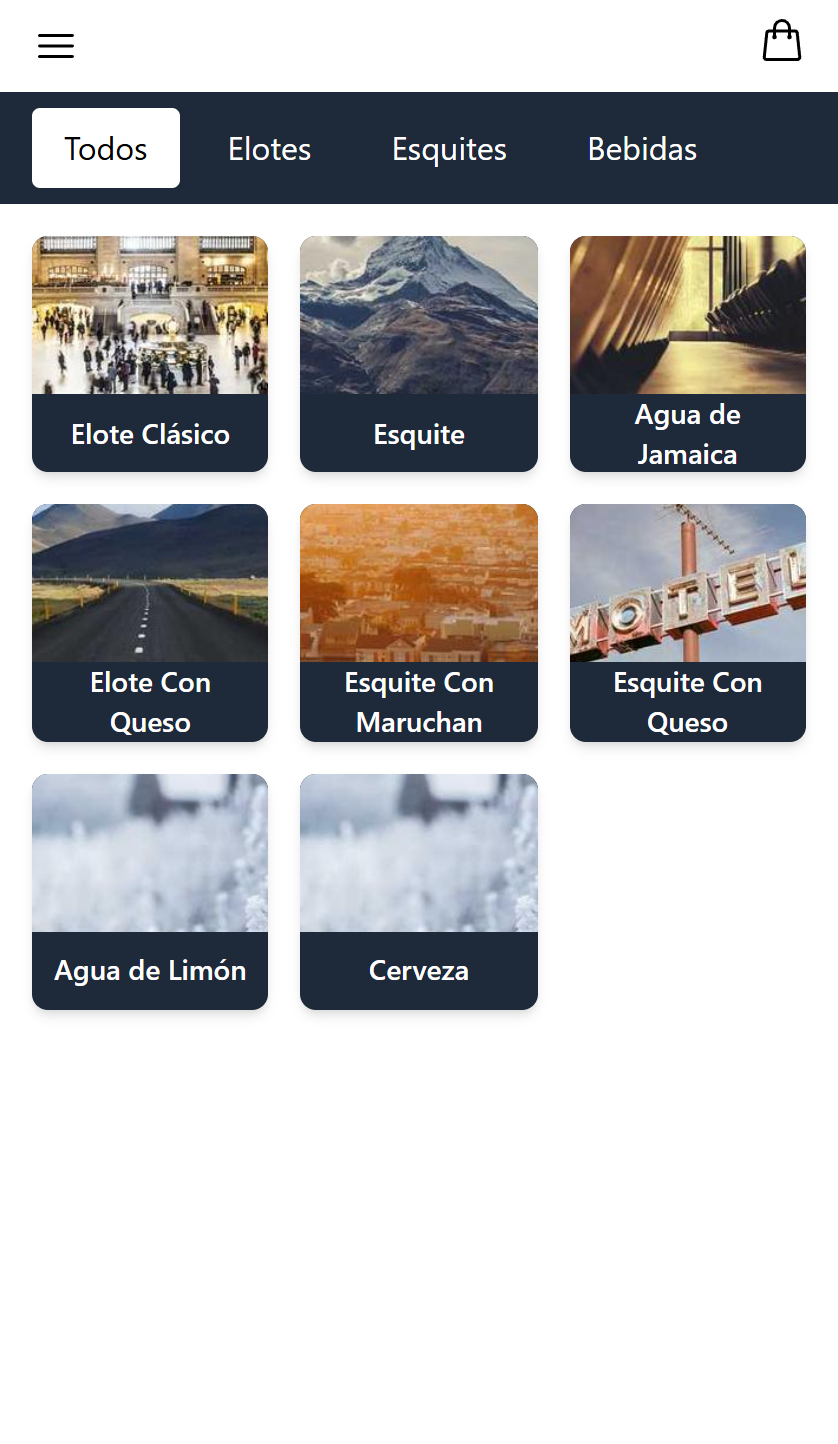 Todos Elotes Esquites Bebidas
Elote Clásico
Esquite
Agua de
Jamaica
Elote Con
Queso
Esquite Con
Maruchan
MOTEL
Esquite Con
Queso
Agua de Limón
Cerveza